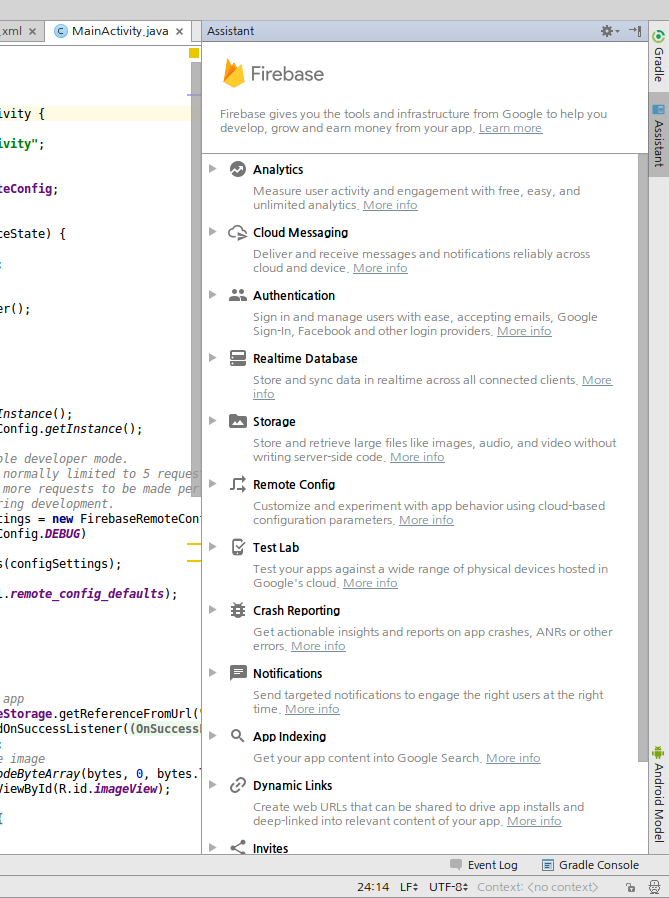 .xml
MainActivity.java
Assistant
ivity {
ivity";
teConfig;
ceState) {
;
er();
Instance();
Config.getInstance();
ble developer mode.
normally limited to 5 reques
more requests to be made per
ring development.
tings = new FirebaseRemoteConf
Config.DEBUG)
s(configSettings);
l.remote_config_defaults);
app
eStorage.getReferenceFromUrl("
dOnSuccessListener((OnSuccessL
;
e image
odeByteArray(bytes, 0, bytes.l
ViewById(R.id.imageView);
{
Firebase
Firebase gives you the tools and infrastructure from Google to help you
develop, grow and earn money from your app. Learn more
Analytics
Measure user activity and engagement with free, easy, and
unlimited analytics. More info
Cloud Messaging
Deliver and receive messages and notifications reliably across
cloud and device. More info
Authentication
Sign in and manage users with ease, accepting emails, Google
Sign-In, Facebook and other login providers. More info
Realtime Database
Store and sync data in realtime across all connected clients. More
info
Storage
Store and retrieve large files like images, audio, and video without
writing server-side code. More info
Remote Config
Customize and experiment with app behavior using cloud-based
configuration parameters. More info
Test Lab
Test your apps against a wide range of physical devices hosted in
Google's cloud. More info
Crash Reporting
Get actionable insights and reports on app crashes, ANRs or other
errors. More info
Notifications
Send targeted notifications to engage the right users at the right
time. More info
App Indexing
Get your app content into Google Search. More info
Dynamic Links
Create web URLs that can be shared to drive app installs and
deep-linked into relevant content of your app. More info
Invites
Gradle
Assistant
Android Model
Event Log
Gradle Console
24:14
LF
UTF-8
Context: <no context>